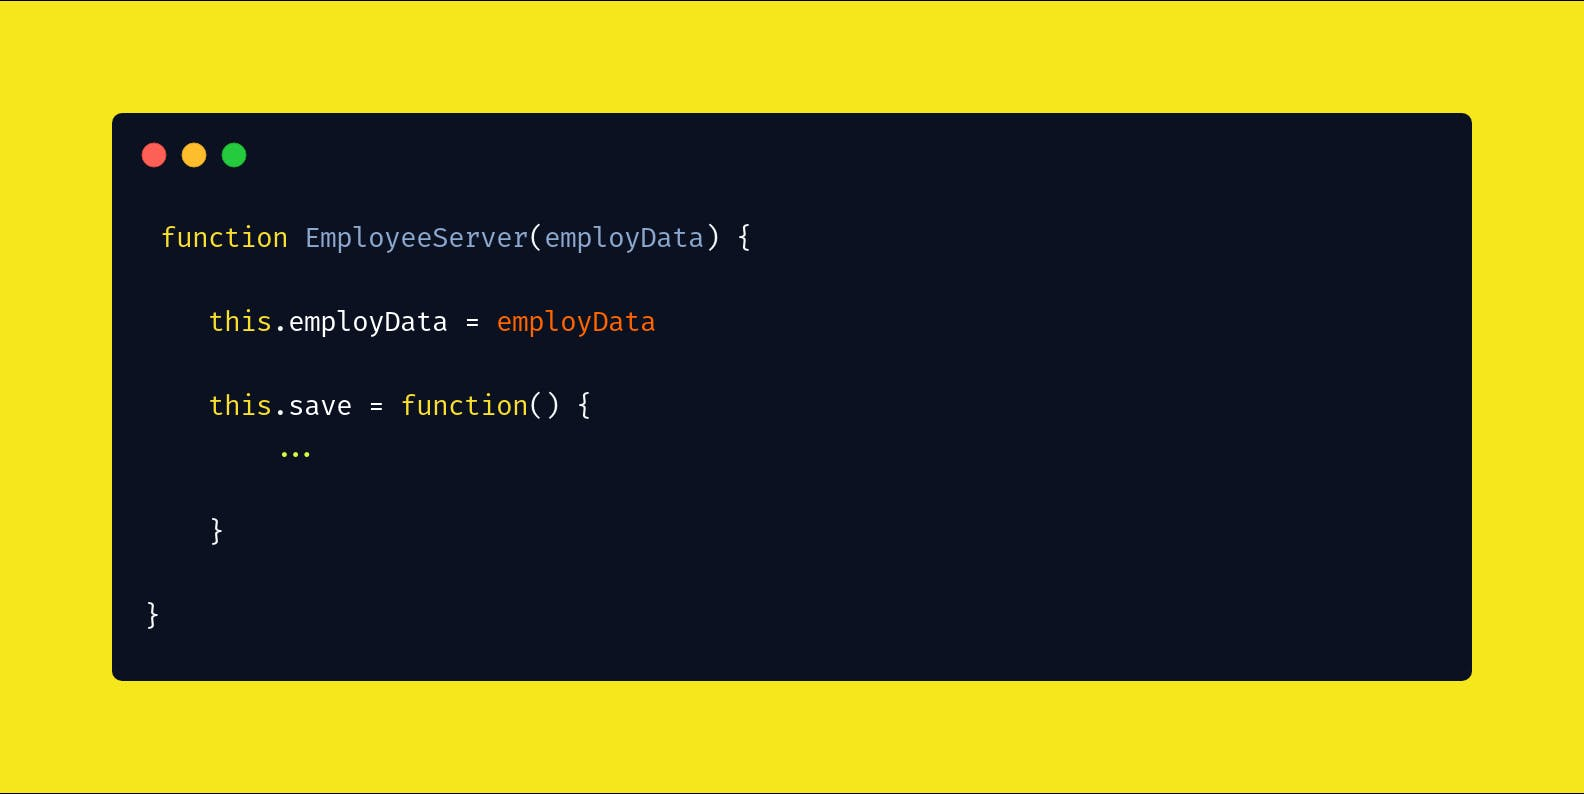 function EmployeeServer(employData) {
this.employData = employData
this.save = function() {
...
}
}